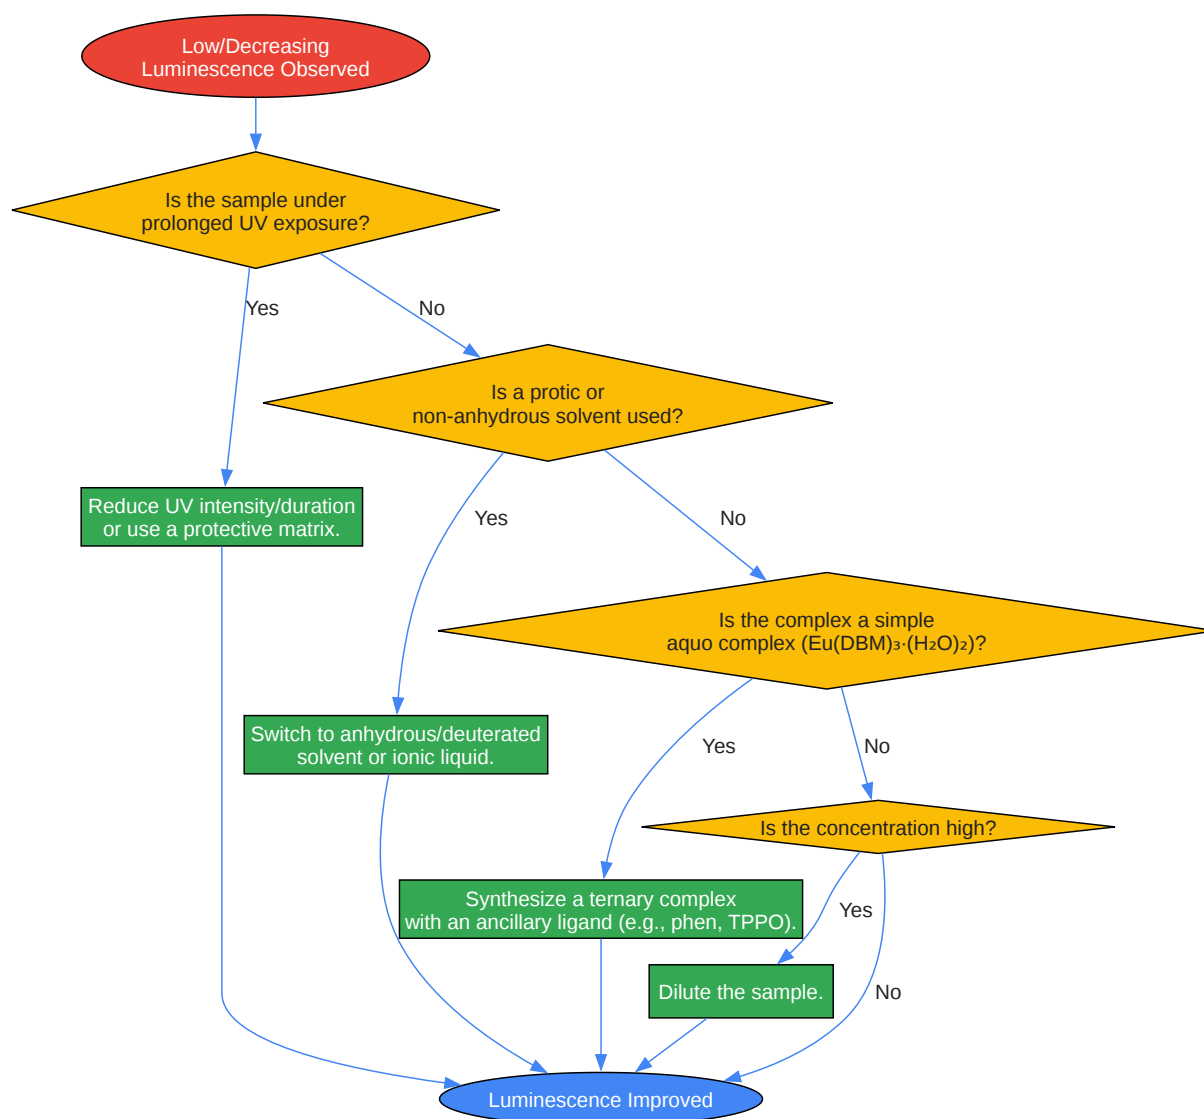 Low/Decreasing
Luminescence Observed
Is the sample under
prolonged UV exposure?
Yes
No
Is a protic or
non-anhydrous solvent used?
Reduce UV intensity/duration
or use a protective matrix.
Yes
No
Is the complex a simple
aquo complex (Eu(DBM)₃·(H₂O)₂)?
Switch to anhydrous/deuterated
solvent or ionic liquid.
Yes
No
Is the concentration high?
Synthesize a ternary complex
with an ancillary ligand (e.g., phen, TPPO).
Yes
Dilute the sample.
No
Luminescence Improved